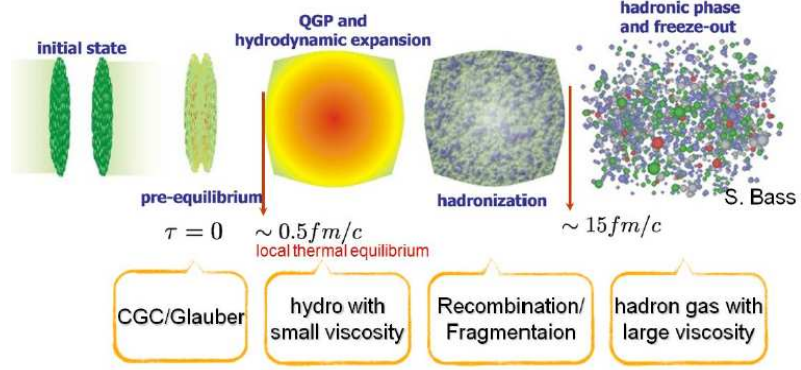 initial state
QGP and
hydrodynamic expansion
hadronic phase
and freeze-out
pre-equilibrium
hadronization
S. Bass
τ = 0
~ 0.5fm/c
~ 15fm/c
local thermal equilibrium
CGC/Glauber
hydro with
small viscosity
Recombination/
Fragmentaion
hadron gas with
large viscosity